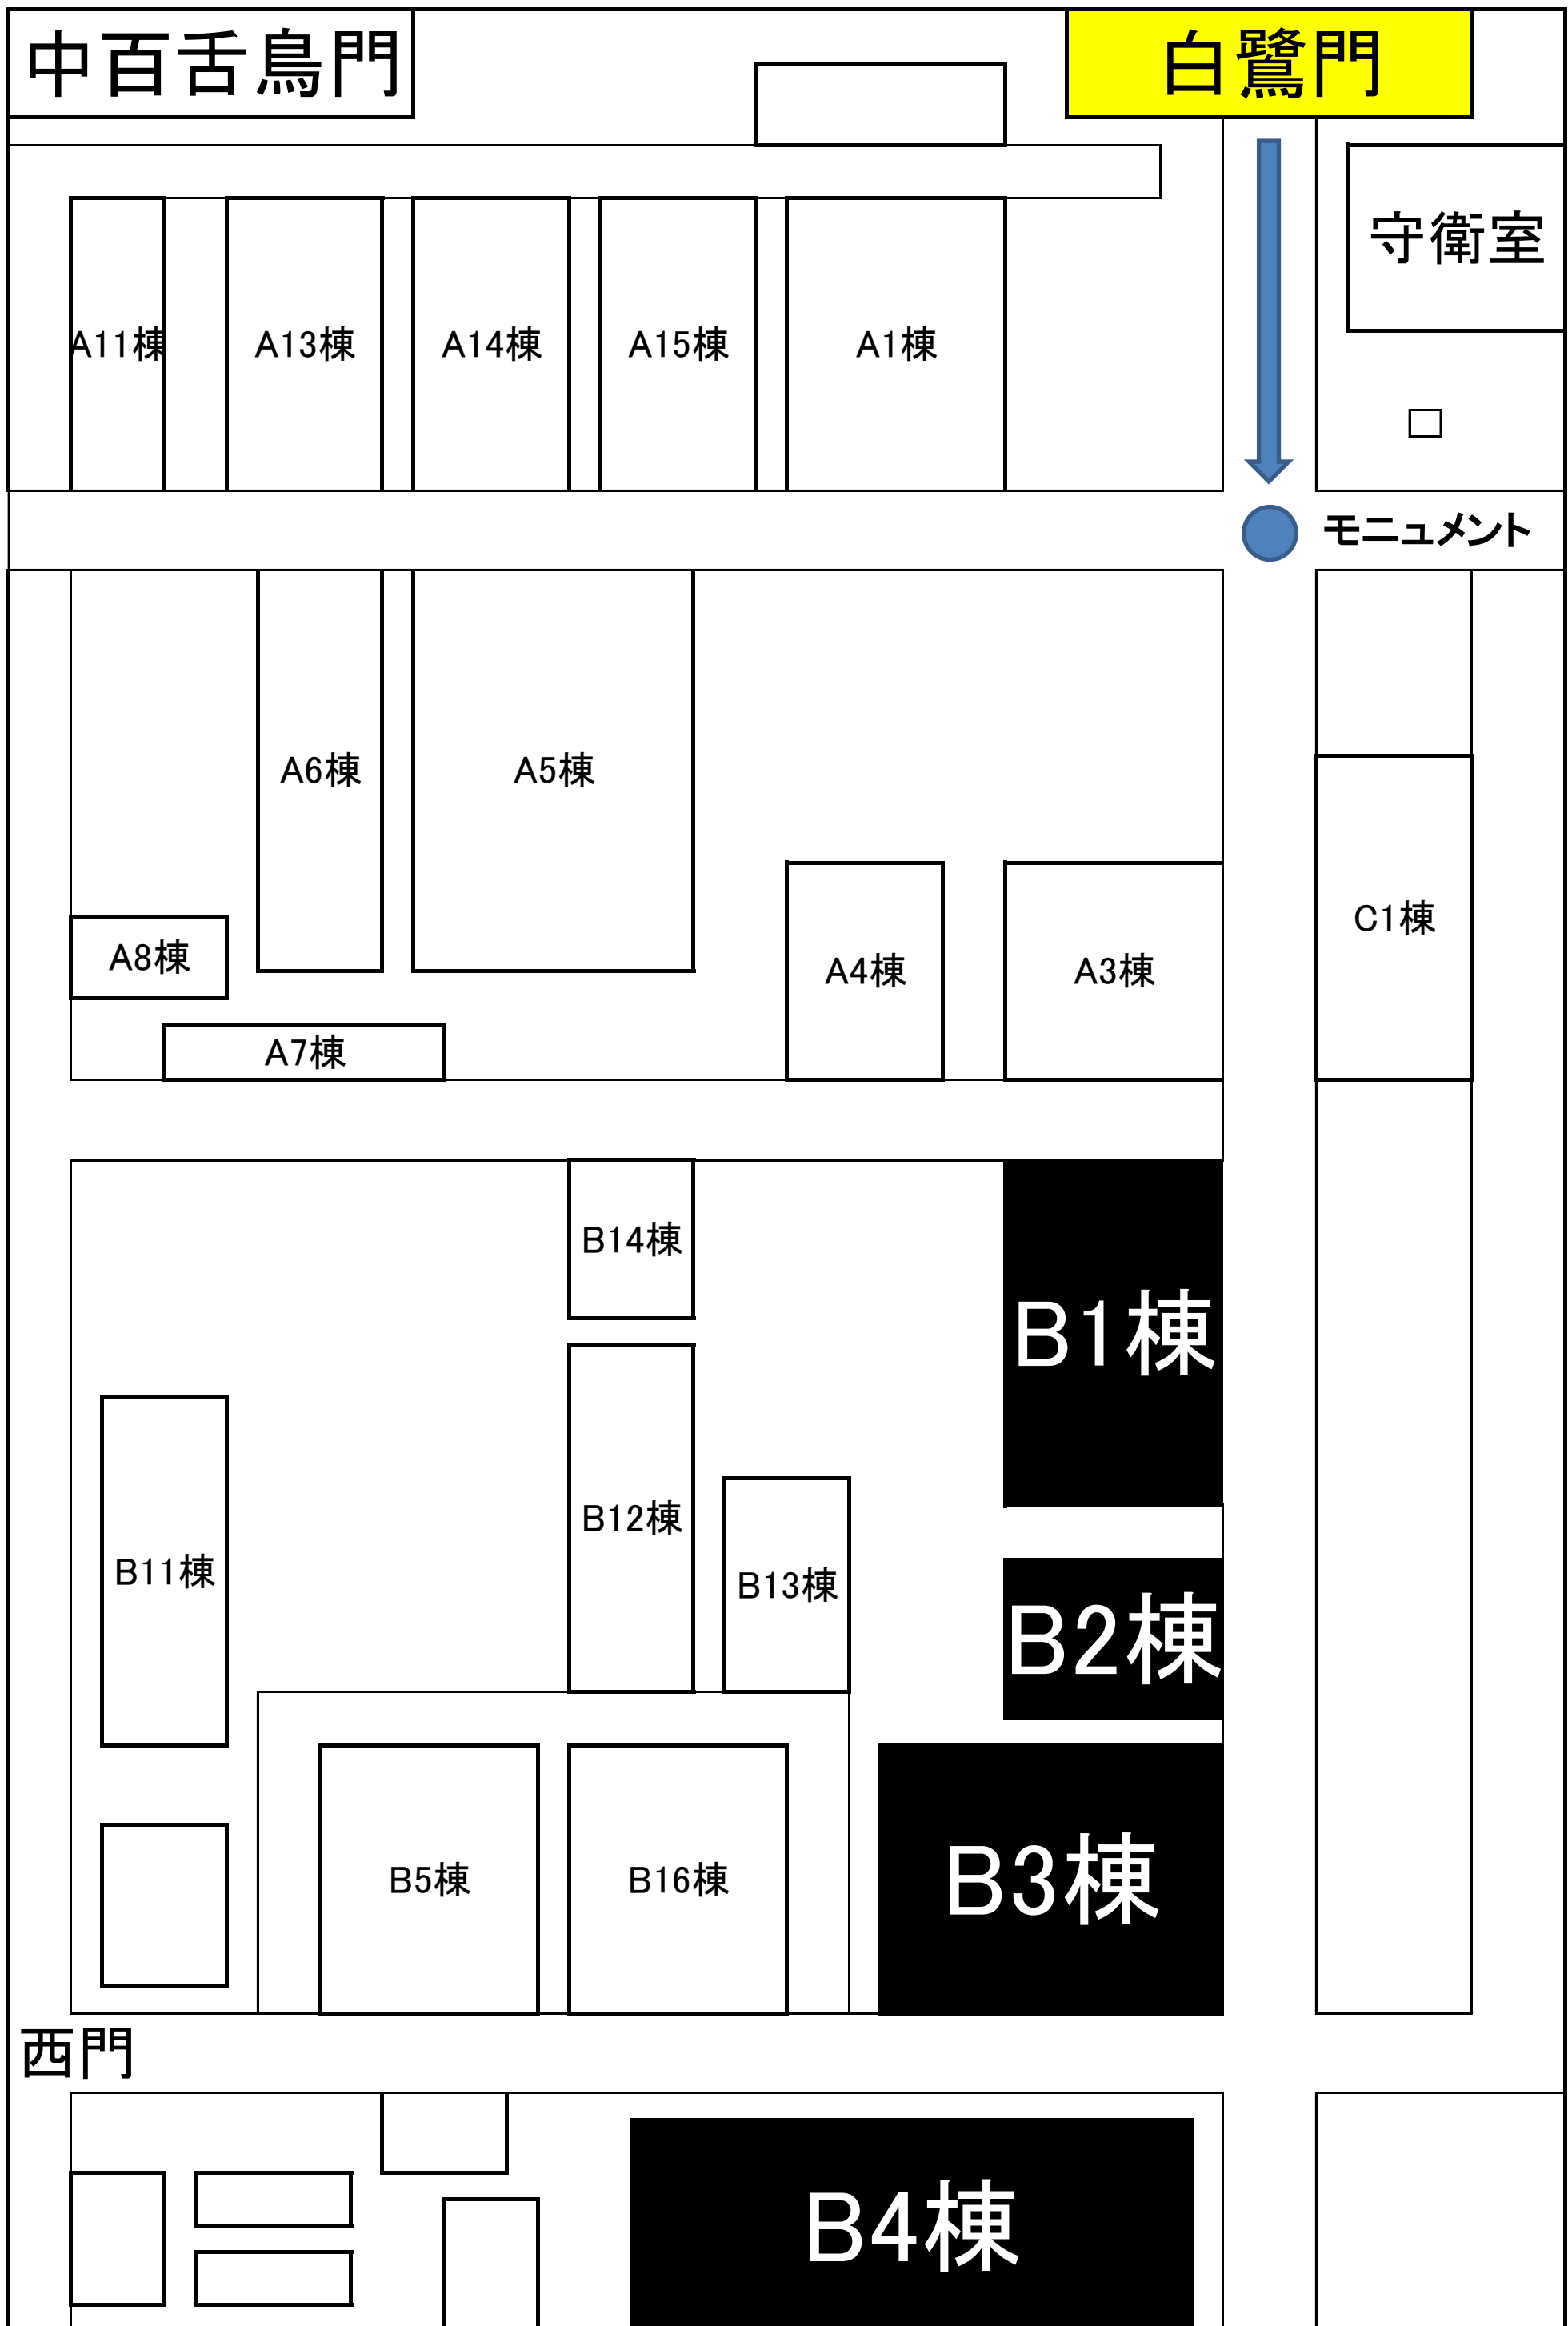 中百舌鳥門
白鷺門
守衛室
A11棟
A13棟
A14棟
A15棟
A1棟
モニュメント
A6棟
A5棟
C1棟
A8棟
A4棟
A3棟
A7棟
B14棟
B1棟
B12棟
B11棟
B13棟
B2棟
B5棟
B16棟
B3棟
西門
B4棟